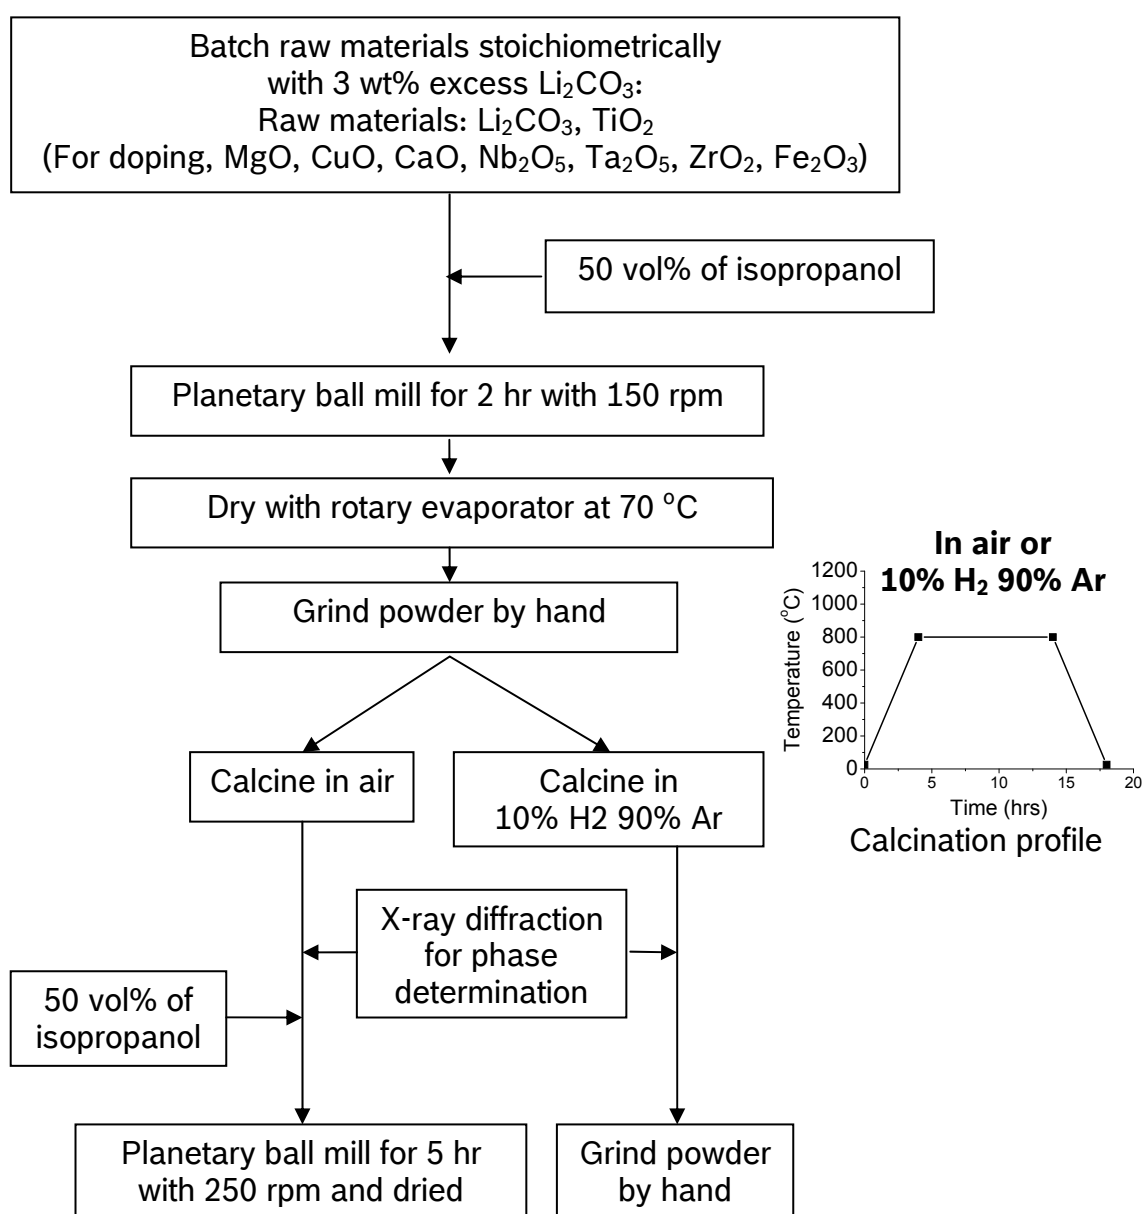 Batch raw materials stoichiometrically
with 3 wt% excess Li₂CO₃:
Raw materials: Li₂CO₃, TiO₂
(For doping, MgO, CuO, CaO, Nb₂O₅, Ta₂O₅, ZrO₂, Fe₂O₃)
50 vol% of isopropanol
Planetary ball mill for 2 hr with 150 rpm
Dry with rotary evaporator at 70 °C
Grind powder by hand
In air or
10% H₂ 90% Ar
1200
1000
800
600
400
200
0
Temperature (°C)
0 5 10 15 20
Time (hrs)
Calcination profile
Calcine in air
Calcine in
10% H2 90% Ar
X-ray diffraction
for phase
determination
50 vol% of
isopropanol
Planetary ball mill for 5 hr
with 250 rpm and dried
Grind powder
by hand